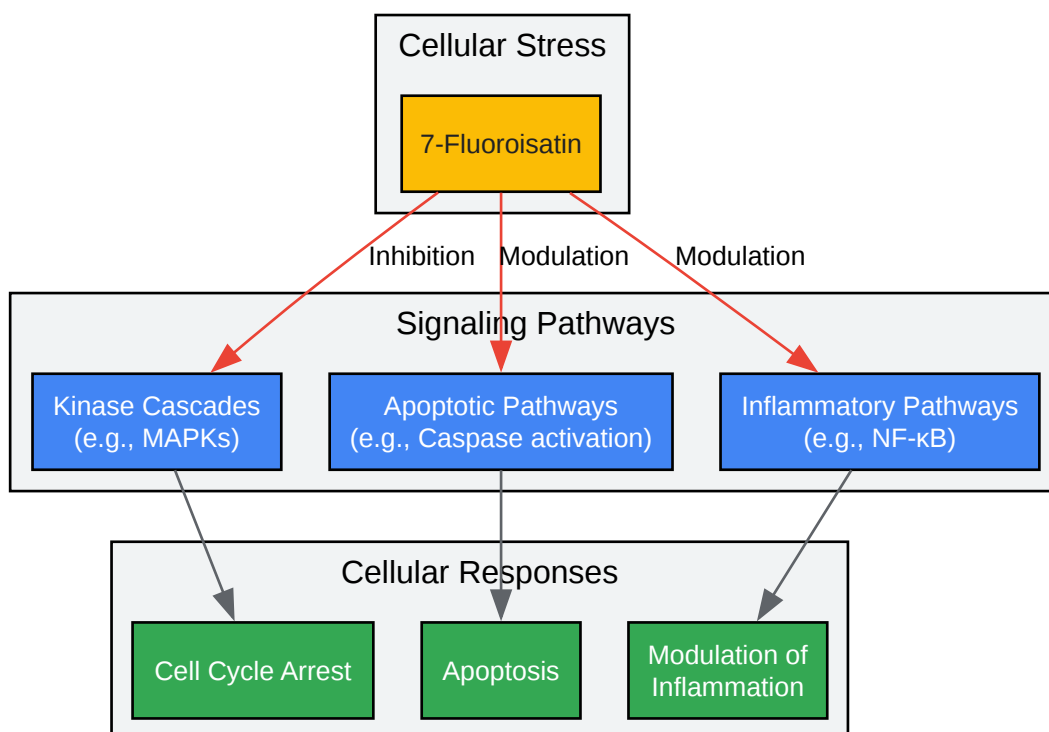 Cellular Stress
7-Fluoroisatin
Inhibition
Modulation
Modulation
Signaling Pathways
Kinase Cascades
(e.g., MAPKs)
Apoptotic Pathways
(e.g., Caspase activation)
Inflammatory Pathways
(e.g., NF-κB)
Cellular Responses
Cell Cycle Arrest
Apoptosis
Modulation of
Inflammation